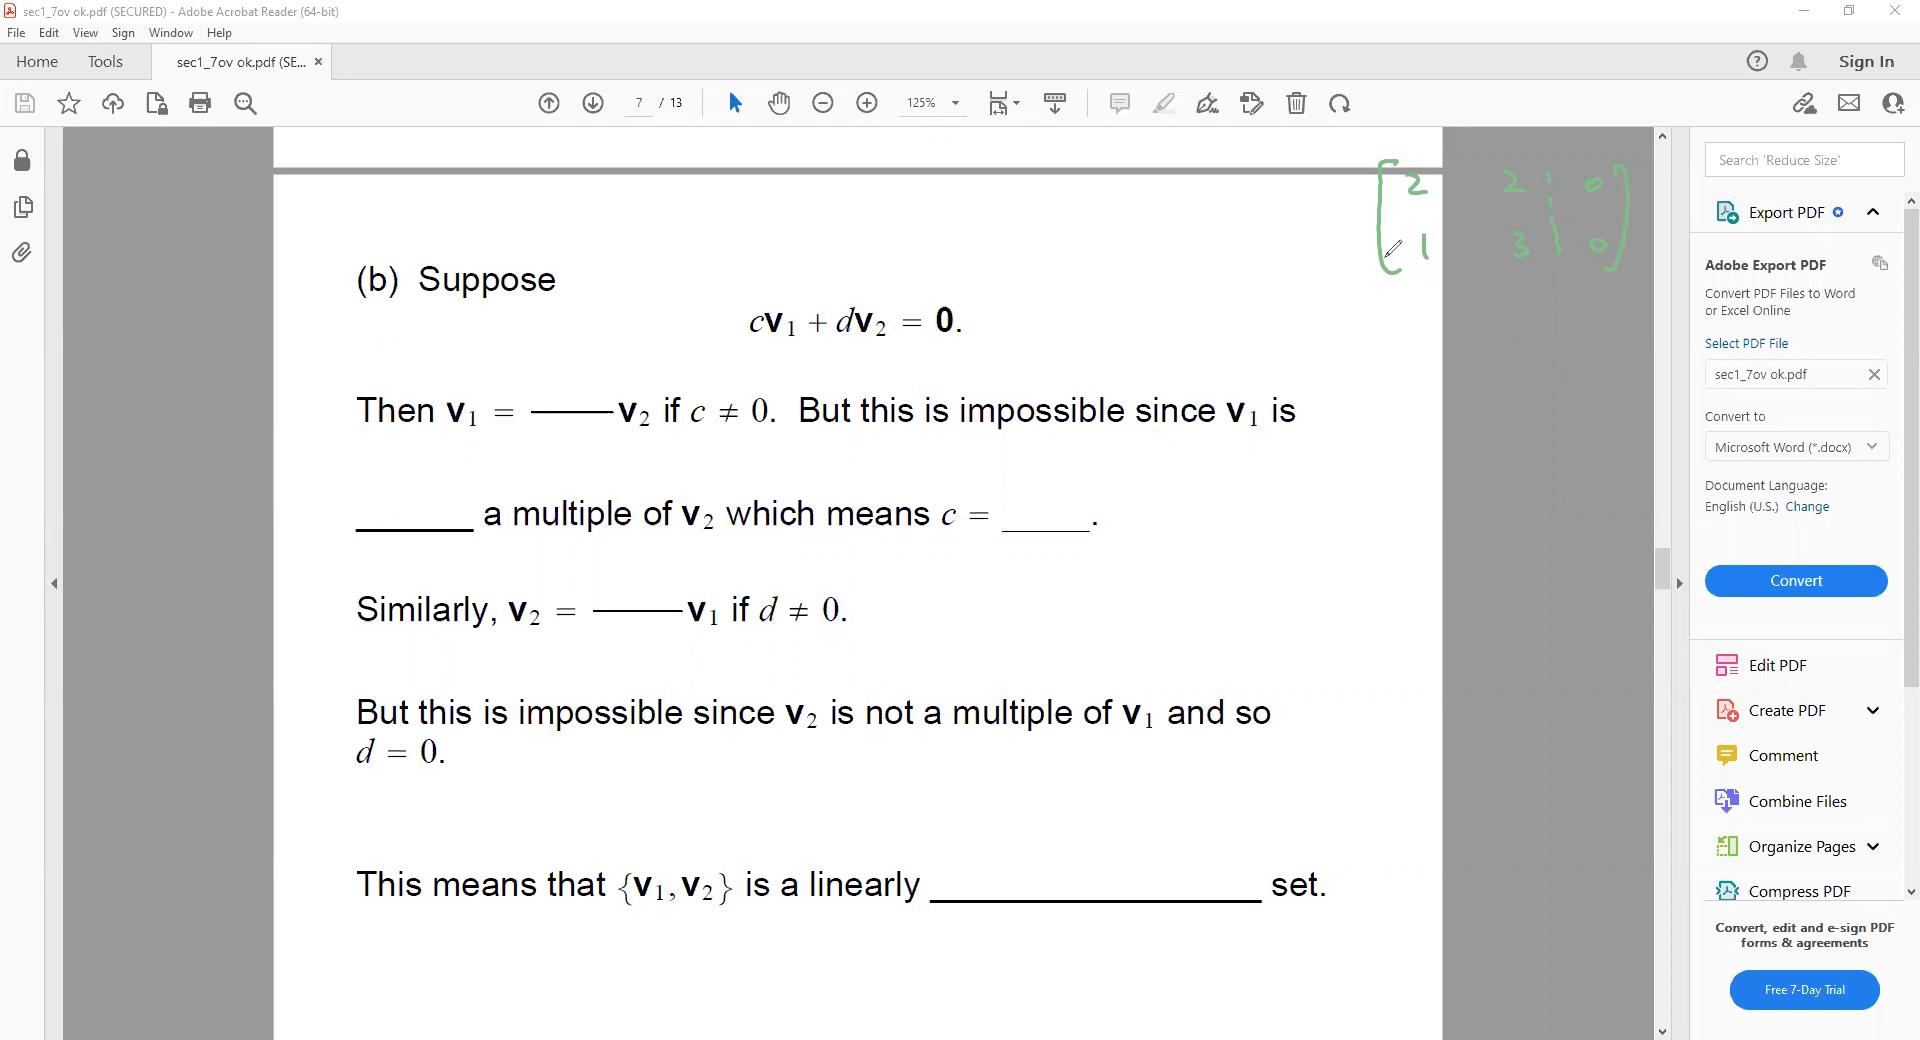 sec1_7ov ok.pdf (SECURED) - Adobe Acrobat Reader (64-bit)
File Edit View Sign Window Help
Home Tools sec1_7ov ok.pdf (SE... × Sign In
7 / 13 125%
2 2 0
1 3 0
(b) Suppose
cv₁ + dv₂ = 0.
Then v₁ = ____v₂ if c ≠ 0. But this is impossible since v₁ is
______ a multiple of v₂ which means c = _____.
Similarly, v₂ = ____v₁ if d ≠ 0.
But this is impossible since v₂ is not a multiple of v₁ and so
d = 0.
This means that {v₁, v₂} is a linearly __________________ set.
Search 'Reduce Size'
Export PDF
Adobe Export PDF
Convert PDF Files to Word
or Excel Online
Select PDF File
sec1_7ov ok.pdf
Convert to
Microsoft Word (*.docx)
Document Language:
English (U.S.) Change
Convert
Edit PDF
Create PDF
Comment
Combine Files
Organize Pages
Compress PDF
Convert, edit and e-sign PDF
forms & agreements
Free 7-Day Trial